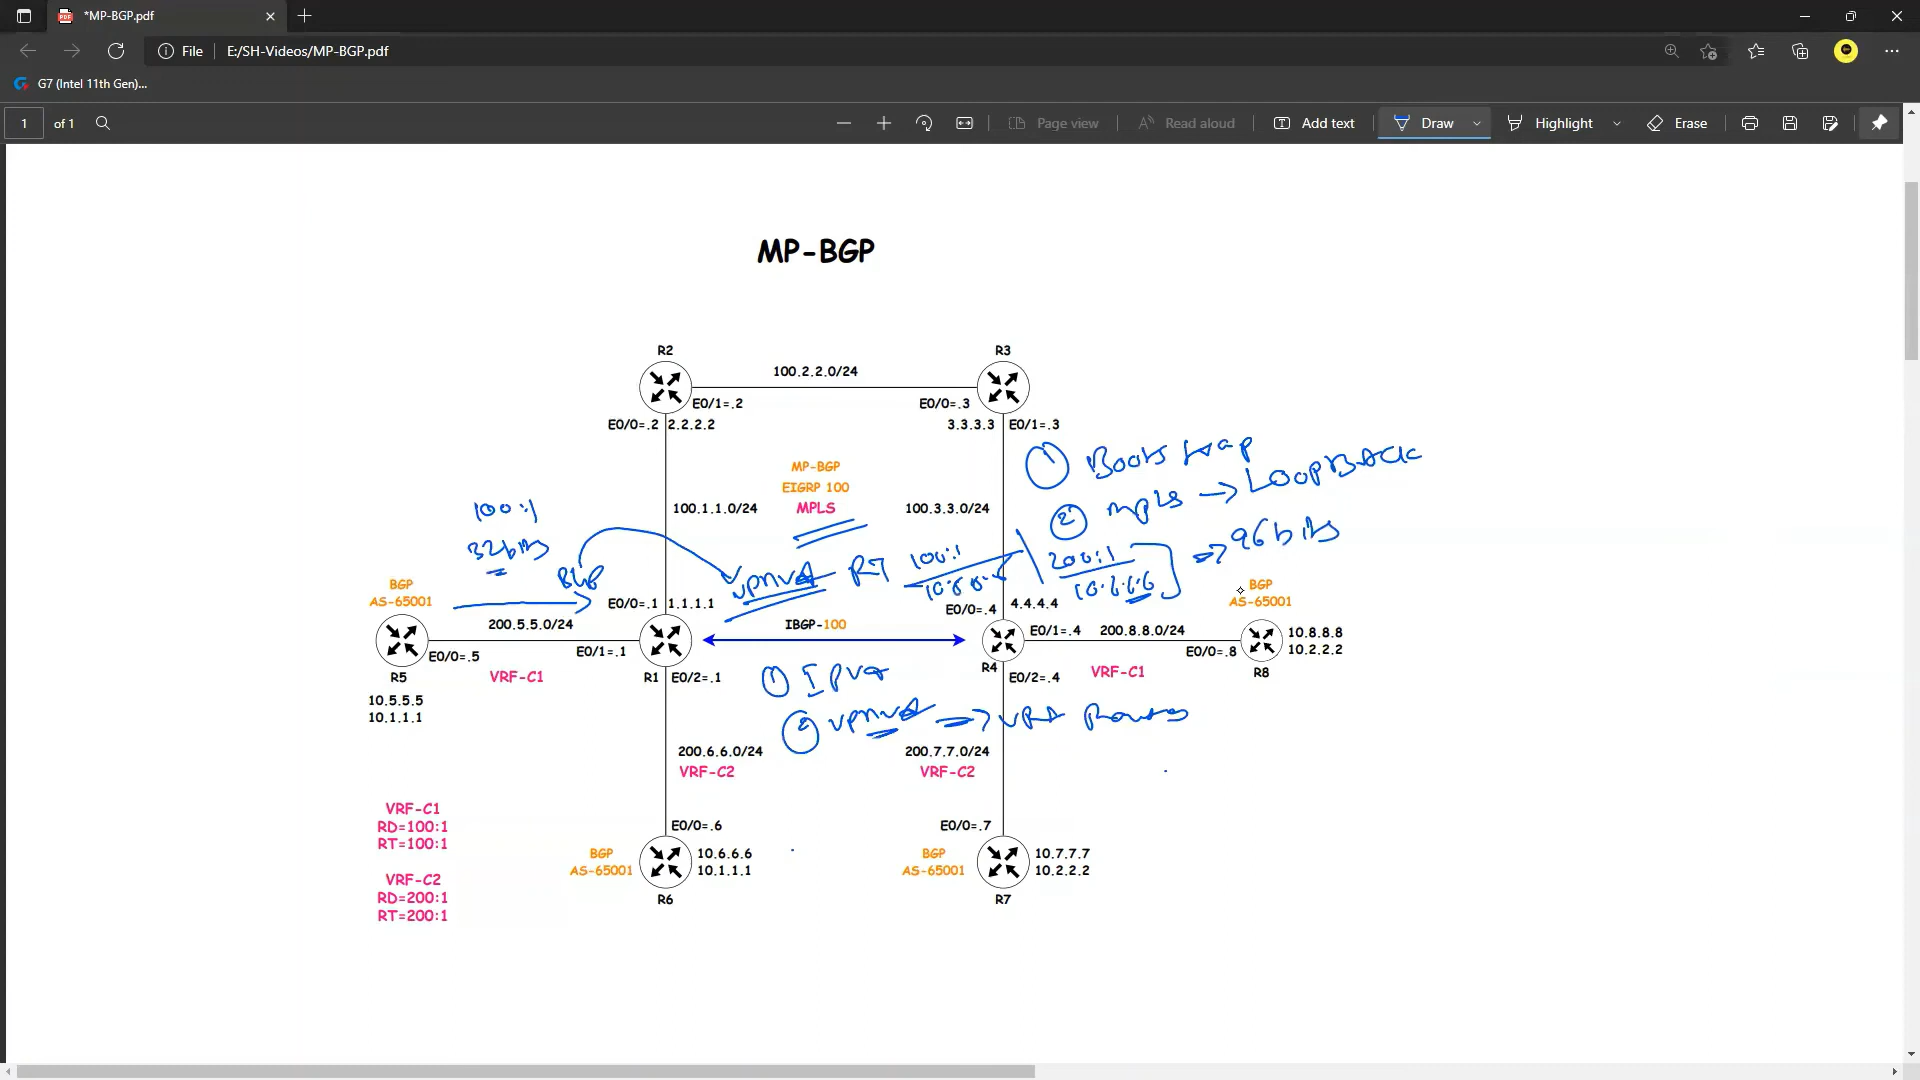 *MP-BGP.pdf
File
E:/SH-Videos/MP-BGP.pdf
G7 (Intel 11th Gen)...
1
of 1
Page view
Read aloud
Add text
Draw
Highlight
Erase
MP-BGP
R2
R3
100.2.2.0/24
E0/1=.2
E0/0=.3
E0/0=.2
2.2.2.2
3.3.3.3
E0/1=.3
① Bootstrap
MP-BGP
EIGRP 100
MPLS
② mpls → LOOPBACK
100:1
100.1.1.0/24
100.3.3.0/24
32bits
96bits
BGP
vpnv4
RT
100:1
200:1
BGP
AS-65001
E0/0=.1
1.1.1.1
E0/0=.4
4.4.4.4
BGP
AS-65001
200.5.5.0/24
IBGP-100
E0/1=.4
200.8.8.0/24
10.8.8.8
10.2.2.2
E0/0=.5
E0/1=.1
E0/0=.8
R5
VRF-C1
R1
E0/2=.1
① IPv4
R4
E0/2=.4
VRF-C1
R8
10.5.5.5
10.1.1.1
② vpnv4
200.6.6.0/24
VRF-C2
200.7.7.0/24
VRF-C2
VRF-C1
RD=100:1
RT=100:1
E0/0=.6
E0/0=.7
BGP
AS-65001
10.6.6.6
10.1.1.1
BGP
AS-65001
10.7.7.7
10.2.2.2
VRF-C2
RD=200:1
RT=200:1
R6
R7